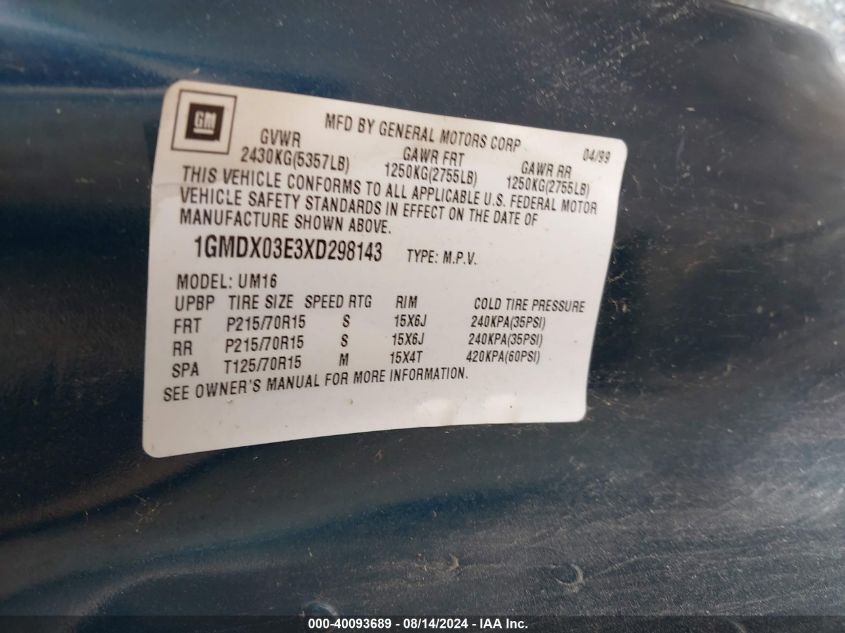 GM
MFD BY GENERAL MOTORS CORP 04/99
GVWR GAWR FRT GAWR RR
2430KG(5357LB) 1250KG(2755LB) 1250KG(2755LB)
THIS VEHICLE CONFORMS TO ALL APPLICABLE U.S. FEDERAL MOTOR
VEHICLE SAFETY STANDARDS IN EFFECT ON THE DATE OF
MANUFACTURE SHOWN ABOVE.
1GMDX03E3XD298143 TYPE: M.P.V.
MODEL: UM16
UPBP TIRE SIZE SPEED RTG RIM COLD TIRE PRESSURE
FRT P215/70R15 S 15X6J 240KPA(35PSI)
RR P215/70R15 S 15X6J 240KPA(35PSI)
SPA T125/70R15 M 15X4T 420KPA(60PSI)
SEE OWNER'S MANUAL FOR MORE INFORMATION.
000-40093689 - 08/14/2024 - IAA Inc.